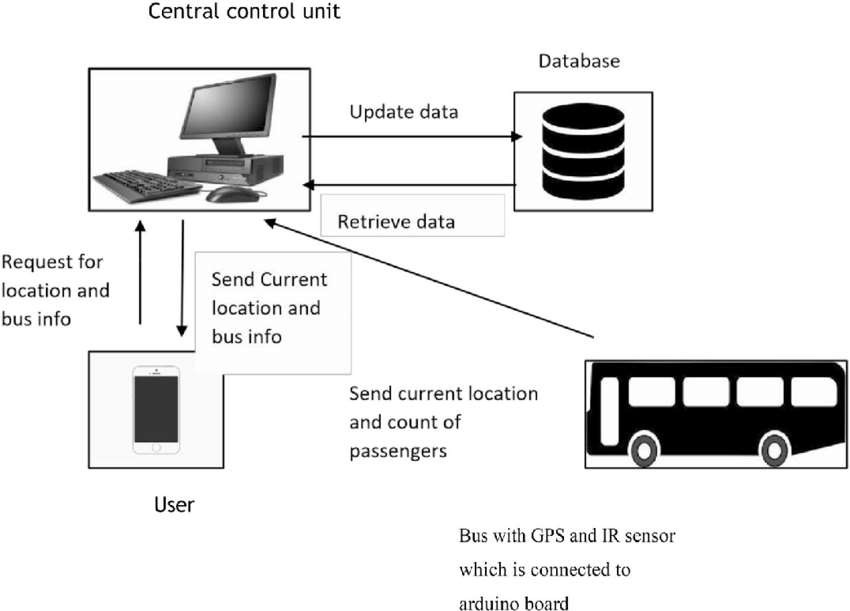 Central control unit
Database
Update data
Retrieve data
Request for
location and
bus info
Send Current
location and
bus info
Send current location
and count of
passengers
User
Bus with GPS and IR sensor
which is connected to
arduino board